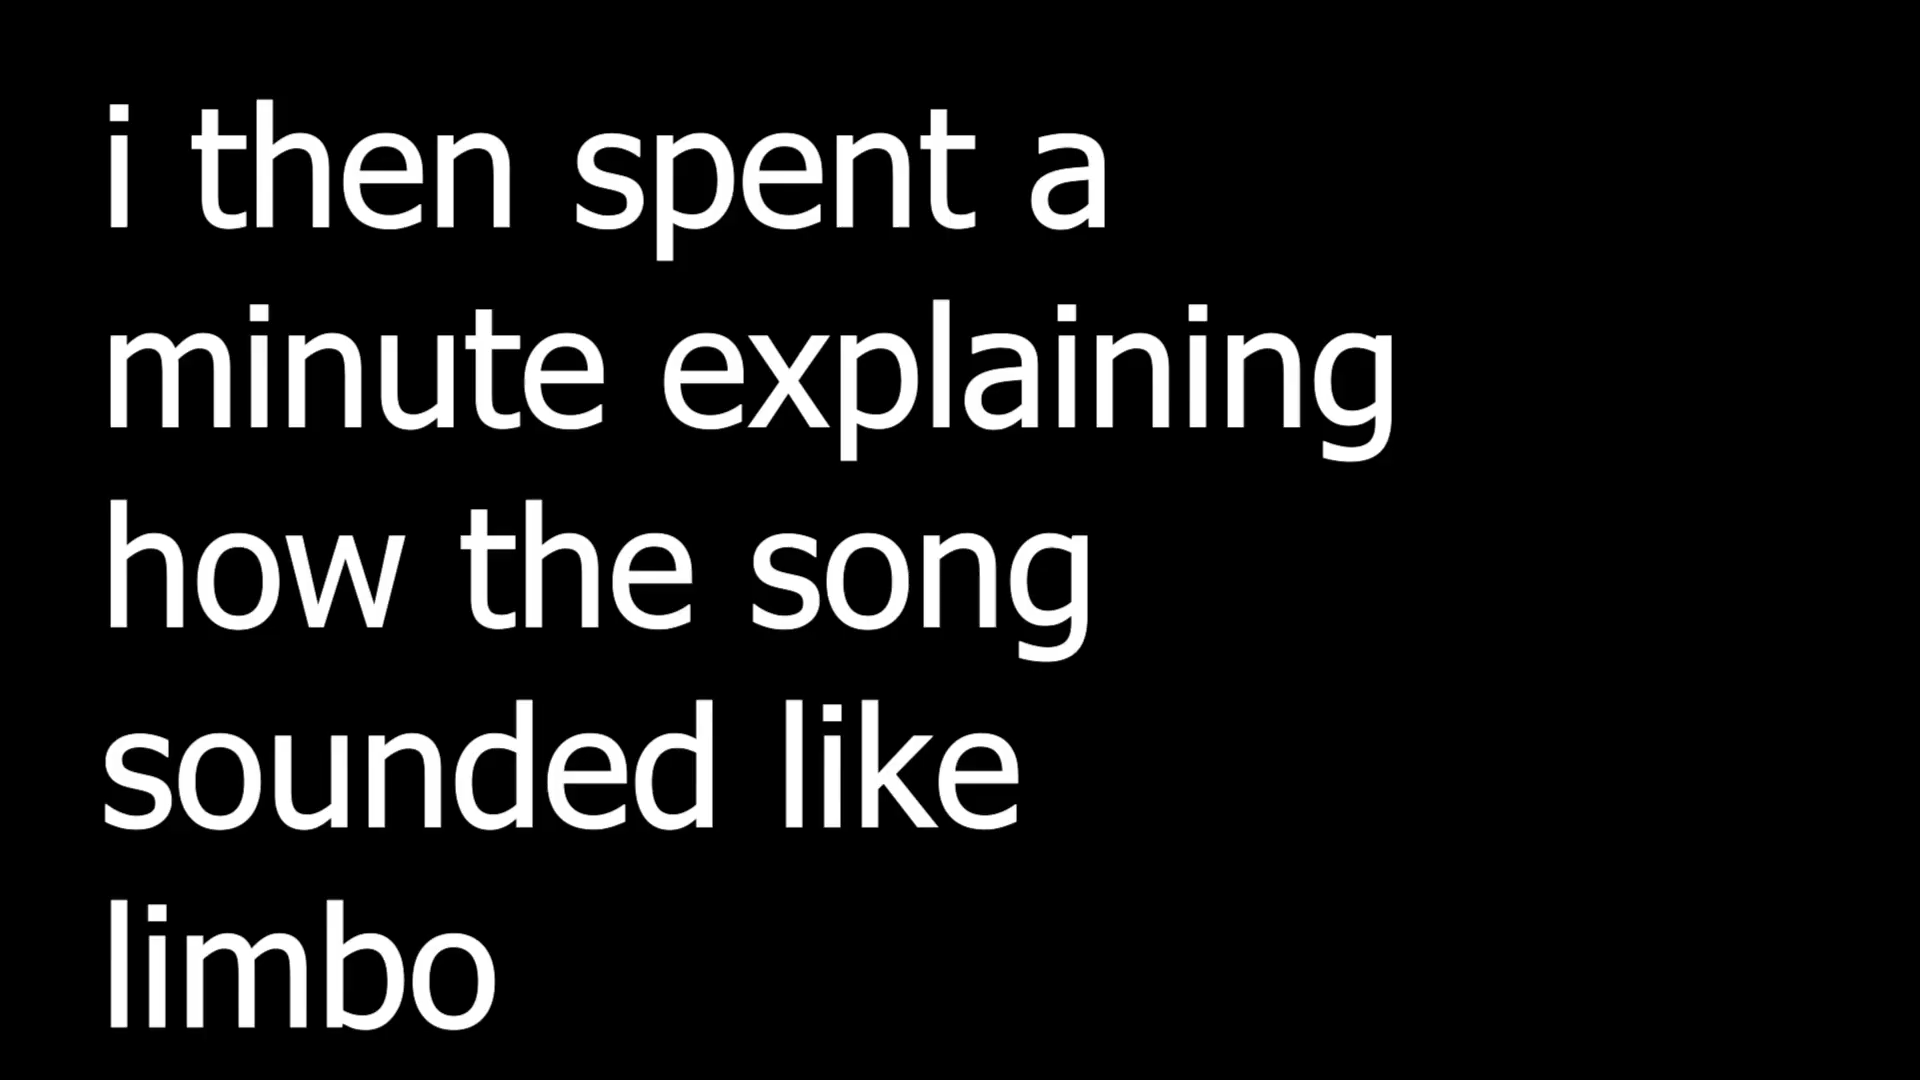 i then spent a
minute explaining
how the song
sounded like
limbo